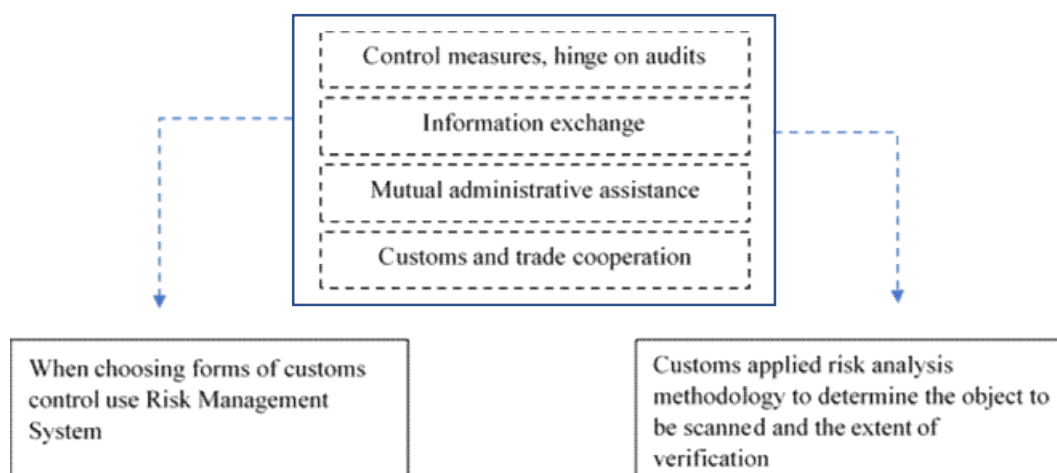 Control measures, hinge on audits
Information exchange
Mutual administrative assistance
Customs and trade cooperation
When choosing forms of customs
control use Risk Management
System
Customs applied risk analysis
methodology to determine the object to
be scanned and the extent of
verification